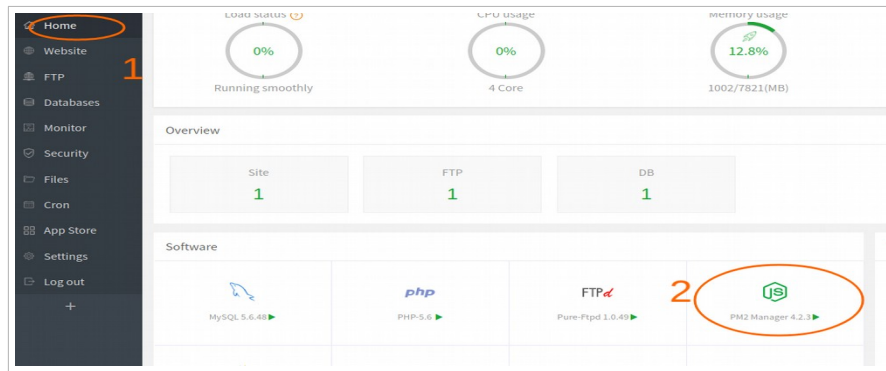 Home
Website
FTP
Databases
Monitor
Security
Files
Cron
App Store
Settings
Log out
+
1
Load status ?
CPU usage
Memory usage
0%
0%
12.8%
Running smoothly
4 Core
1002/7821(MB)
Overview
Site
FTP
DB
1
1
1
Software
php
FTPd
2
JS
MySQL 5.6.48
PHP-5.6
Pure-Ftpd 1.0.49
PM2 Manager 4.2.3